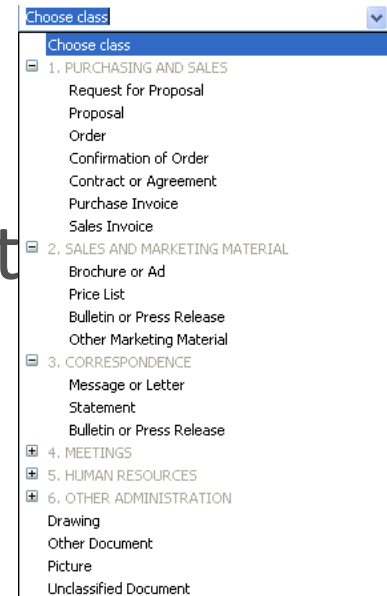 Choose class
Choose class
1. PURCHASING AND SALES
Request for Proposal
Proposal
Order
Confirmation of Order
Contract or Agreement
Purchase Invoice
Sales Invoice
t
2. SALES AND MARKETING MATERIAL
Brochure or Ad
Price List
Bulletin or Press Release
Other Marketing Material
3. CORRESPONDENCE
Message or Letter
Statement
Bulletin or Press Release
4. MEETINGS
5. HUMAN RESOURCES
6. OTHER ADMINISTRATION
Drawing
Other Document
Picture
Unclassified Document